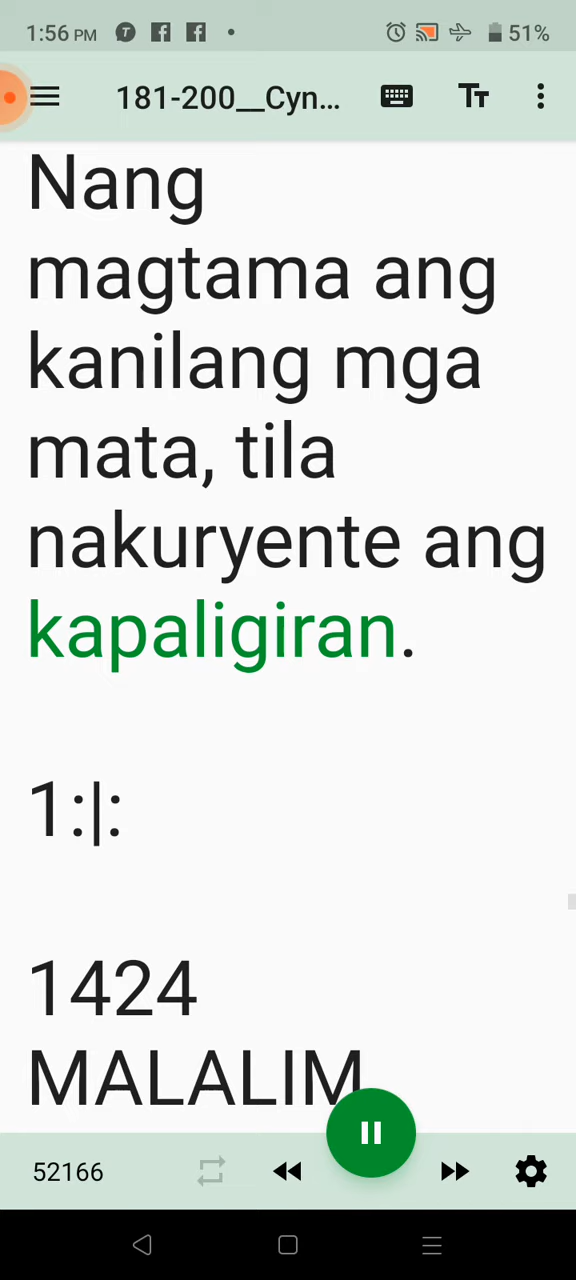 1:56 PM
51%
181-200__Cyn...
Tт
Nang
magtama ang
kanilang mga
mata, tila
nakuryente ang
kapaligiran.
1:|:
1424
MALALIM
52166